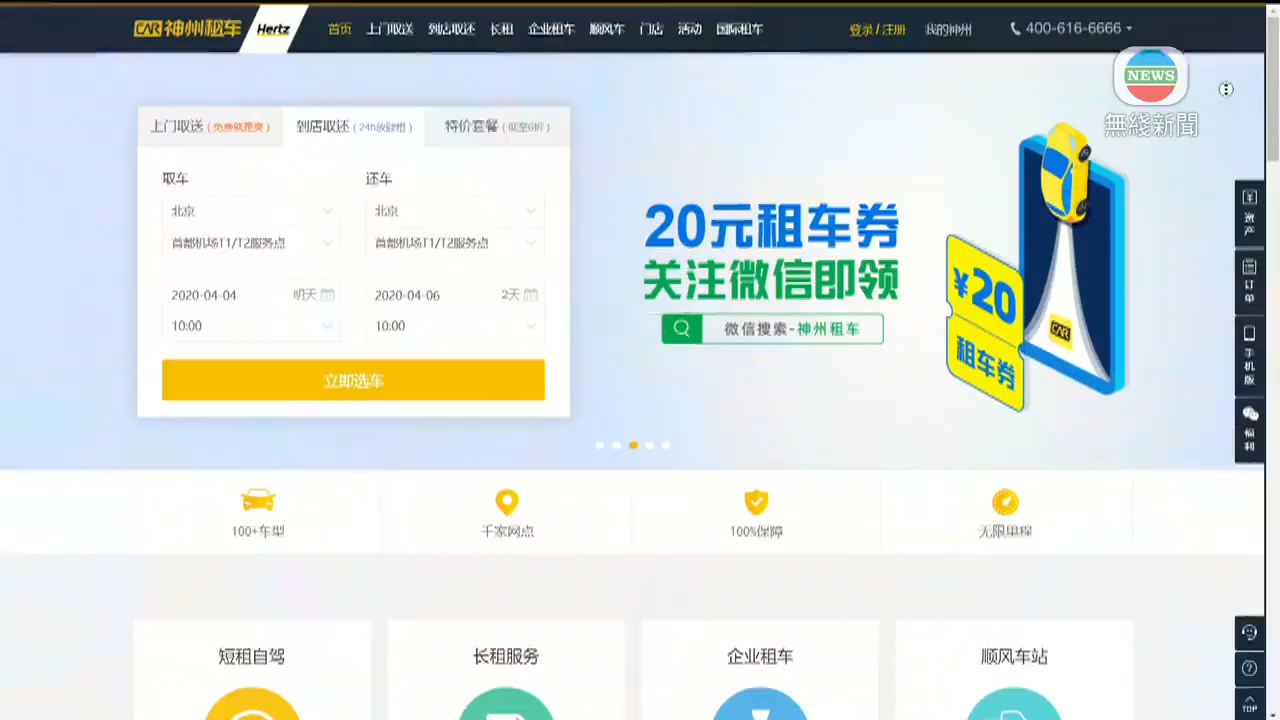 CAR 神州租车 Hertz 首页 上门取送 到店取还 长租 企业租车 顺风车 门店 活动 国际租车 登录 / 注册 我的神州 400-616-6666
NEWS
無綫新聞
上门取送 (免费就是爽) 到店取还 特价套餐
取车 还车
北京 北京
首都机场T1/T2服务点 首都机场T1/T2服务点
2020-04-04 明天 2020-04-06 2天
10:00 10:00
立即选车
20元租车券
关注微信即领
微信搜索-神州租车
¥20
租车券
CAR
资产
订单
手机版
福利
100+车型 千家网点 100%保障 无限里程
短租自驾 长租服务 企业租车 顺风车站
?
TOP